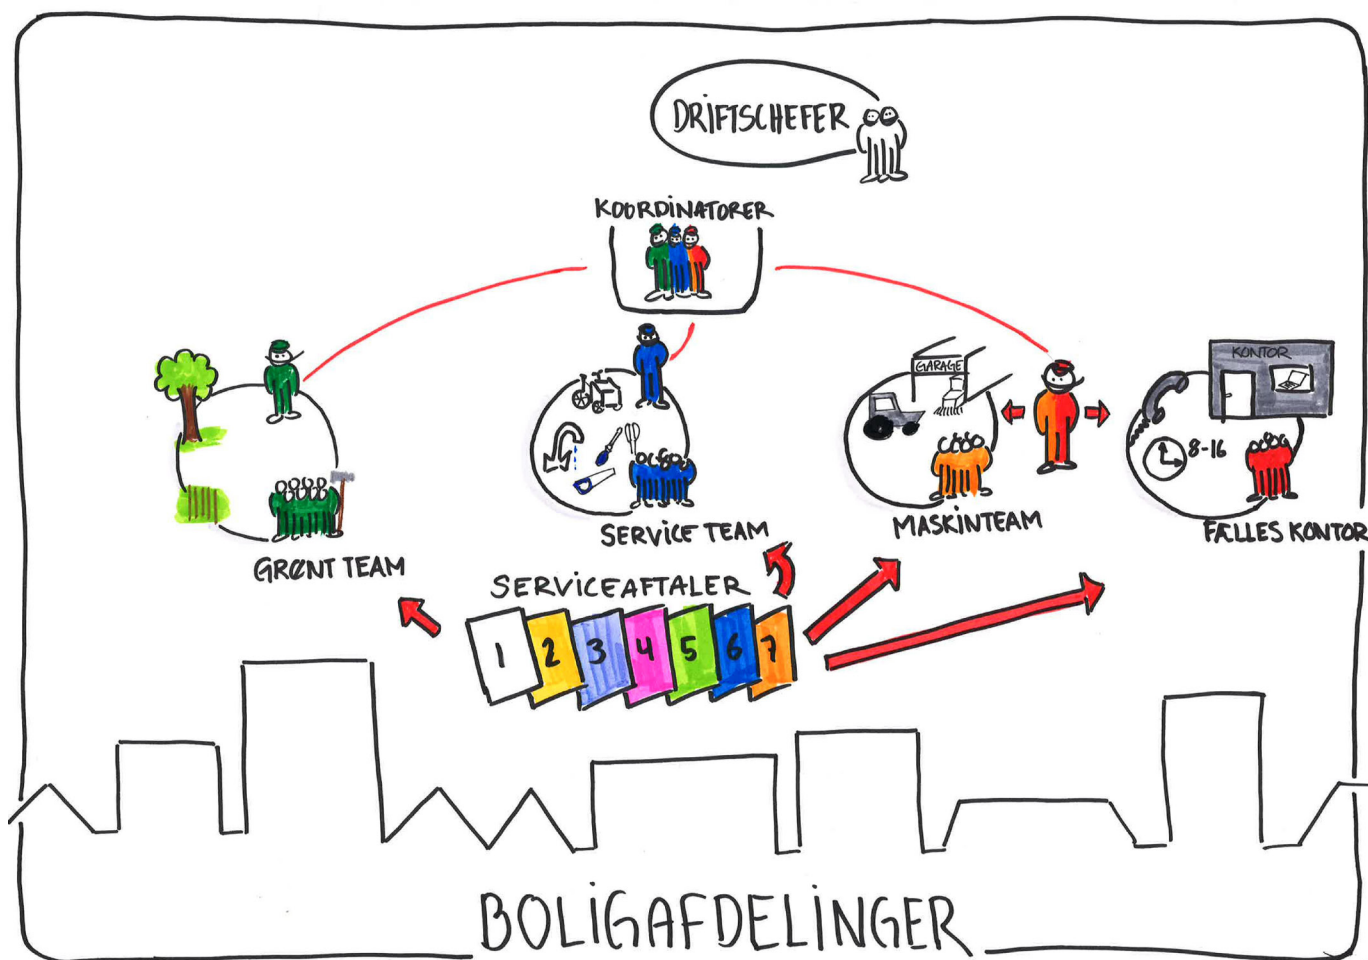 DRIFTSCHEFER
KOORDINATORER
GARAGE
KONTOR
8-16
GRØNT TEAM
SERVICE TEAM
MASKINTEAM
FÆLLES KONTOR
SERVICEAFTALER
1 2 3 4 5 6 7
BOLIGAFDELINGER